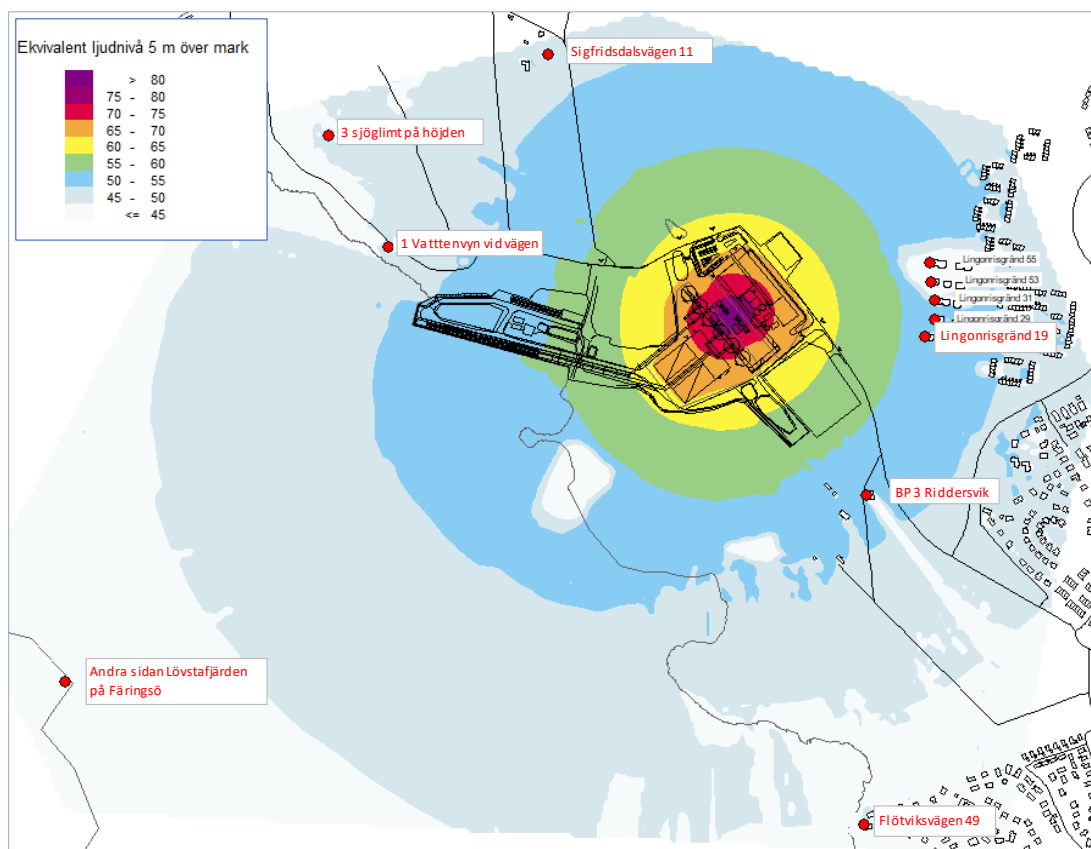 Ekvivalent ljudnivå 5 m över mark
> 80
75 - 80
70 - 75
65 - 70
60 - 65
55 - 60
50 - 55
45 - 50
<= 45
Sigfridsdalsvägen 11
3 sjöglimt på höjden
1 Vatttenvyn vid vägen
Lingonrisgränd 55
Lingonrisgränd 53
Lingonrisgränd 31
Lingonrisgränd 29
Lingonrisgränd 19
BP 3 Riddersvik
Andra sidan Lövstafjärden
på Färingsö
Flötviksvägen 49